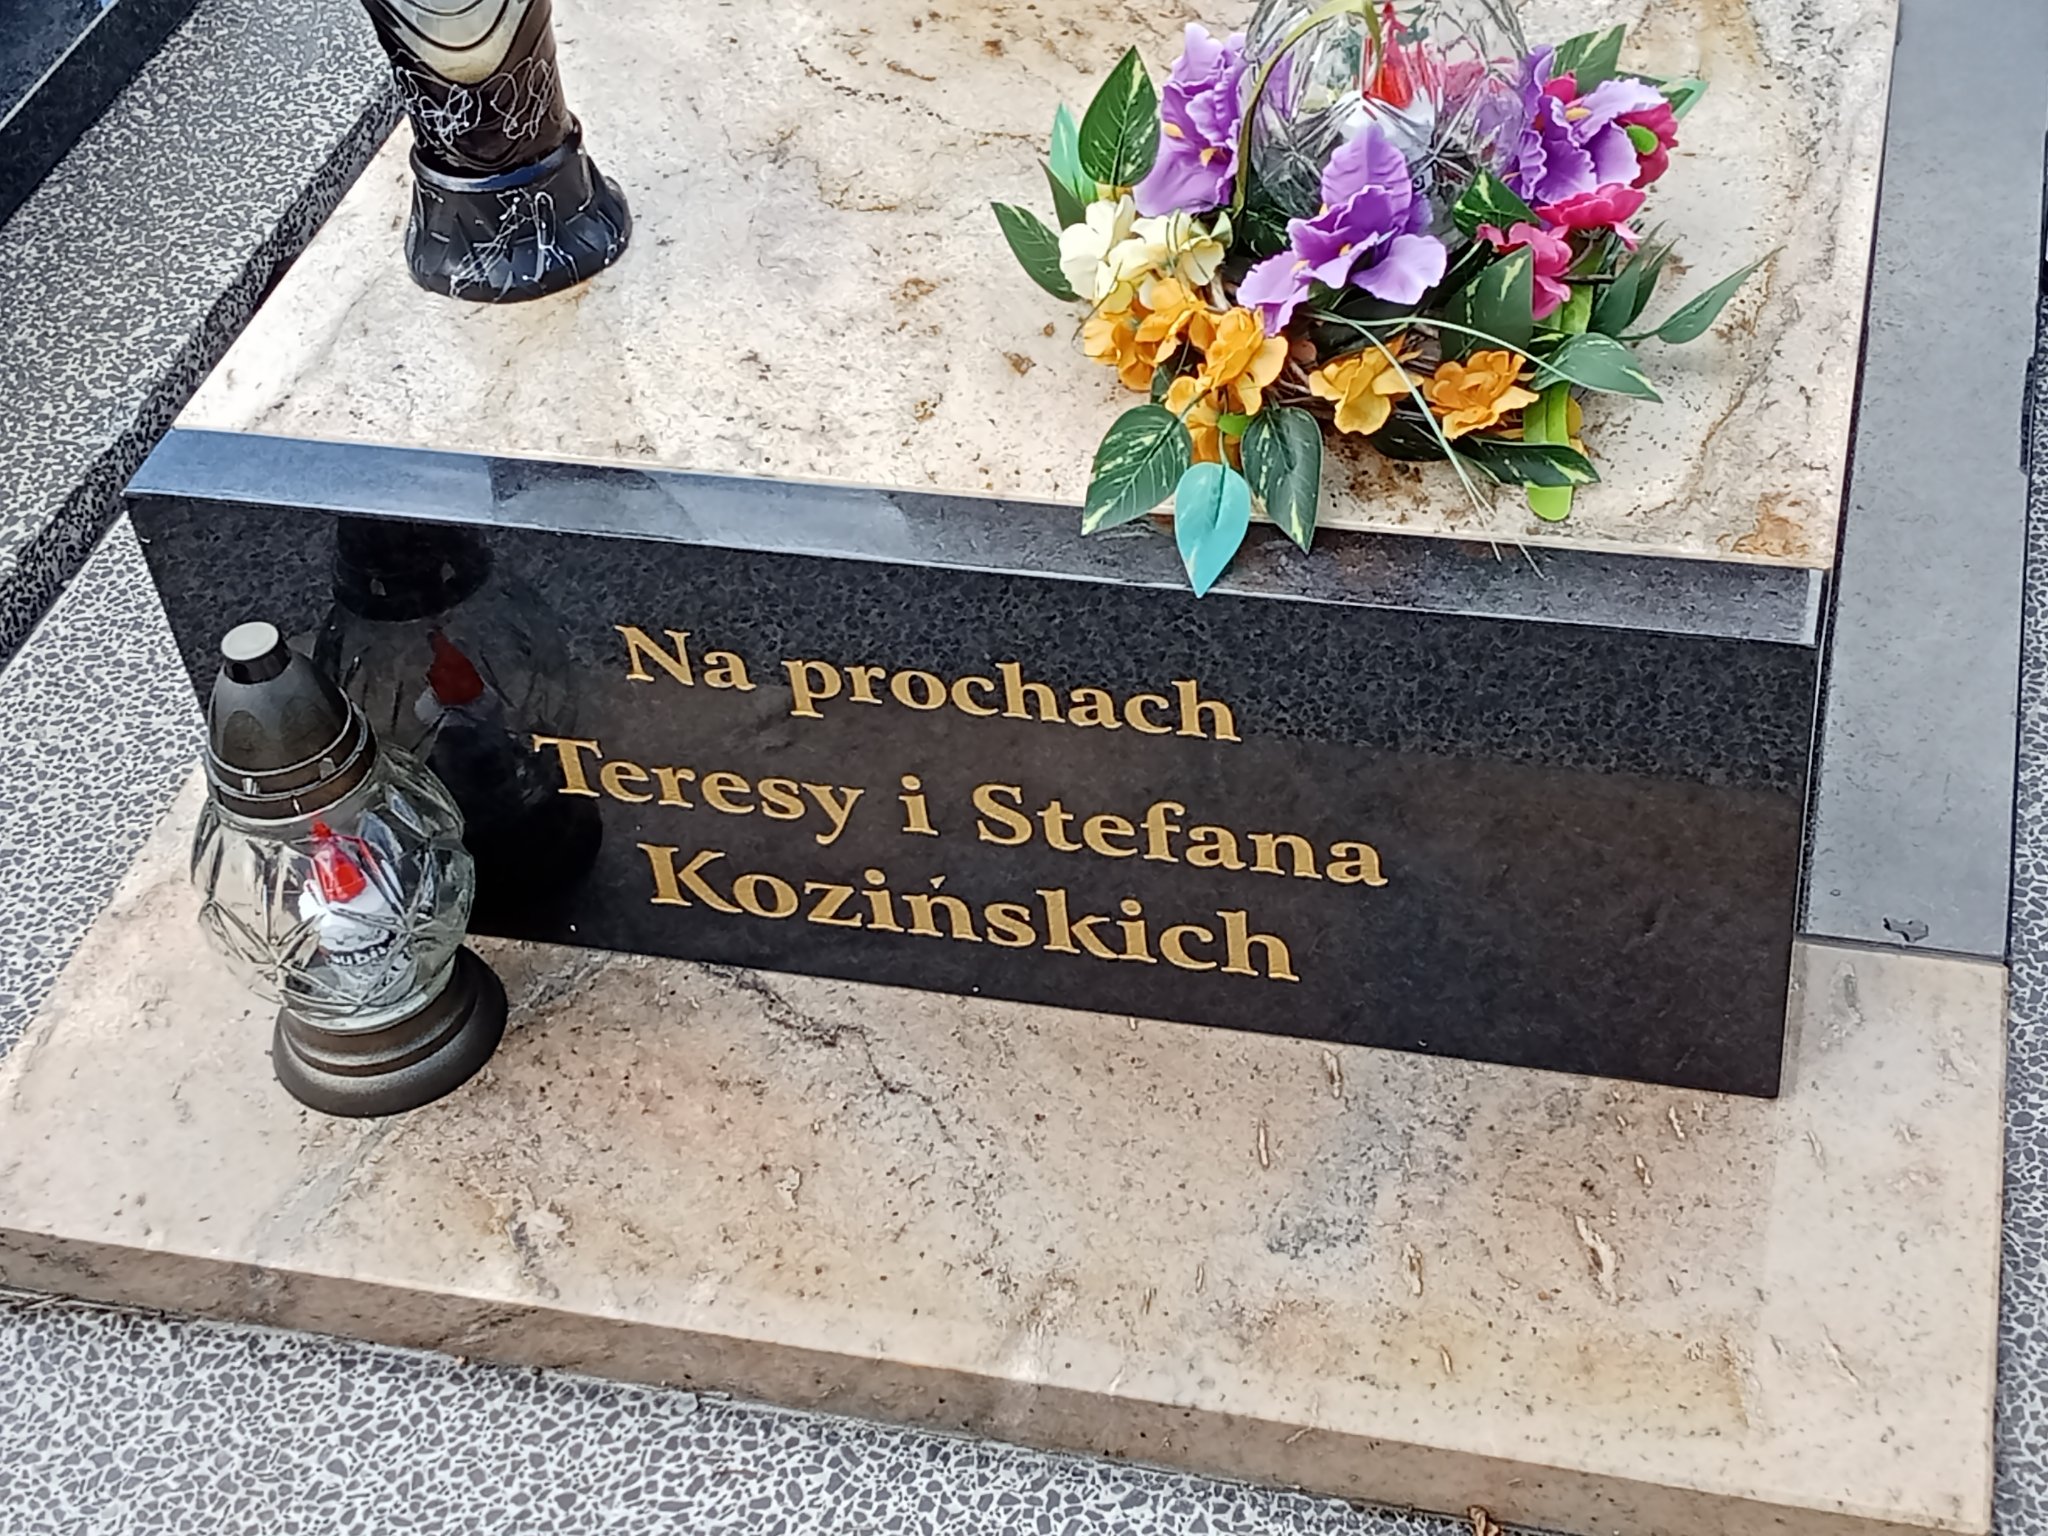 Na prochach
Teresy i Stefana
Kozińskich